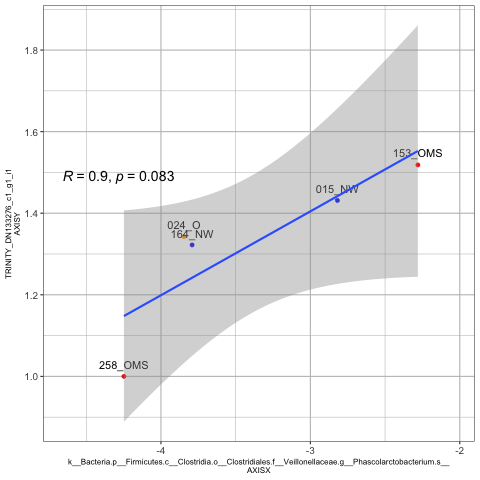 1.8
1.6
1.4
1.2
1.0
TRINITY_DN133276_c1_g1_i1
AXISY
R = 0.9, p = 0.083
153_OMS
015_NW
024_O
164_NW
258_OMS
-4
-3
-2
k__Bacteria.p__Firmicutes.c__Clostridia.o__Clostridiales.f__Veillonellaceae.g__Phascolarctobacterium.s__
AXISX